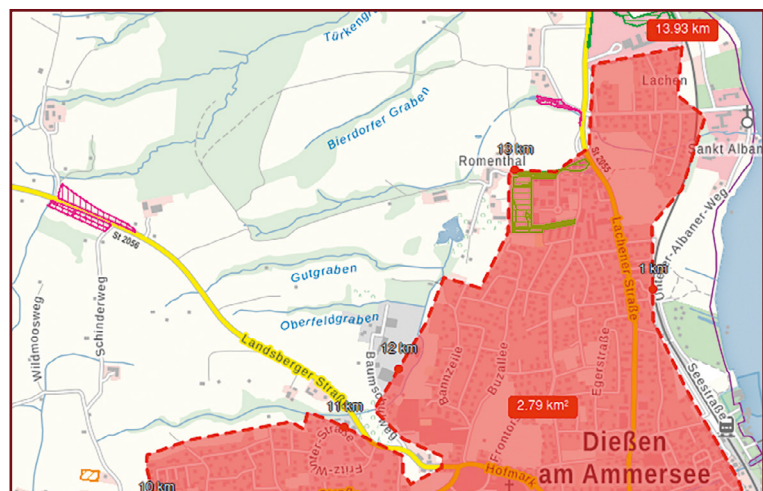 Türkengr
13.93 km
Lachen
Bierdorfer Graben
Sankt Alban
13 km
Romenthal
St 2055
Lachener Straße
Unterer-Albaner-Weg
St 2056
1 km
Gutgraben
Oberfeldgraben
Wildmoosweg
Schinderweg
Landsberger Straße
12 km
Bannzeile
Buzallee
Egerstraße
Seestraße
11 km
2.79 km²
Dießen
am Ammersee
Hofmark
10 km